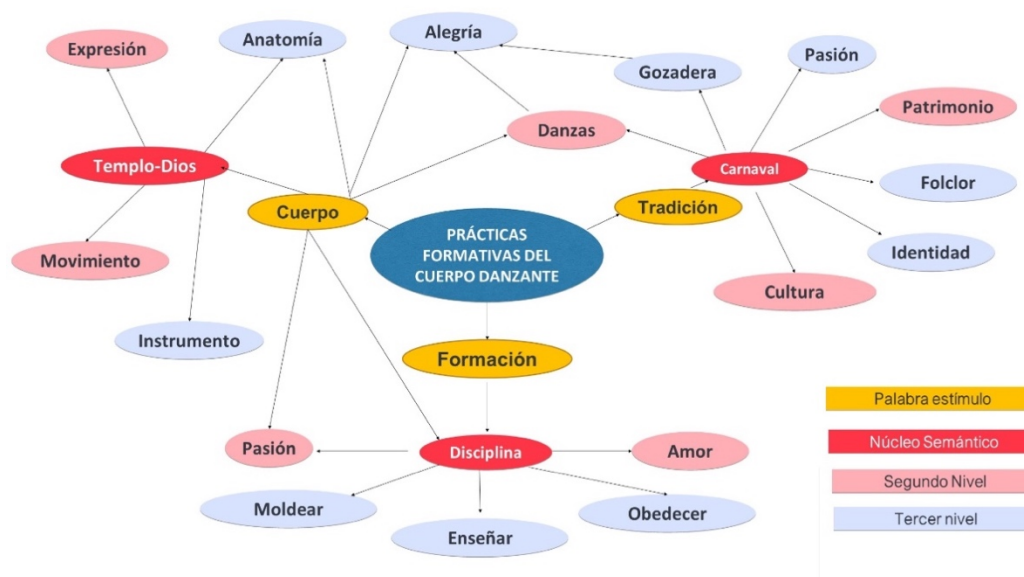 Expresión
Anatomía
Alegría
Gozadera
Pasión
Patrimonio
Danzas
Templo-Dios
Carnaval
Folclor
Cuerpo
Tradición
PRÁCTICAS
FORMATIVAS DEL
CUERPO DANZANTE
Identidad
Movimiento
Cultura
Instrumento
Formación
Palabra estímulo
Núcleo Semántico
Segundo Nivel
Tercer nivel
Pasión
Disciplina
Amor
Moldear
Enseñar
Obedecer